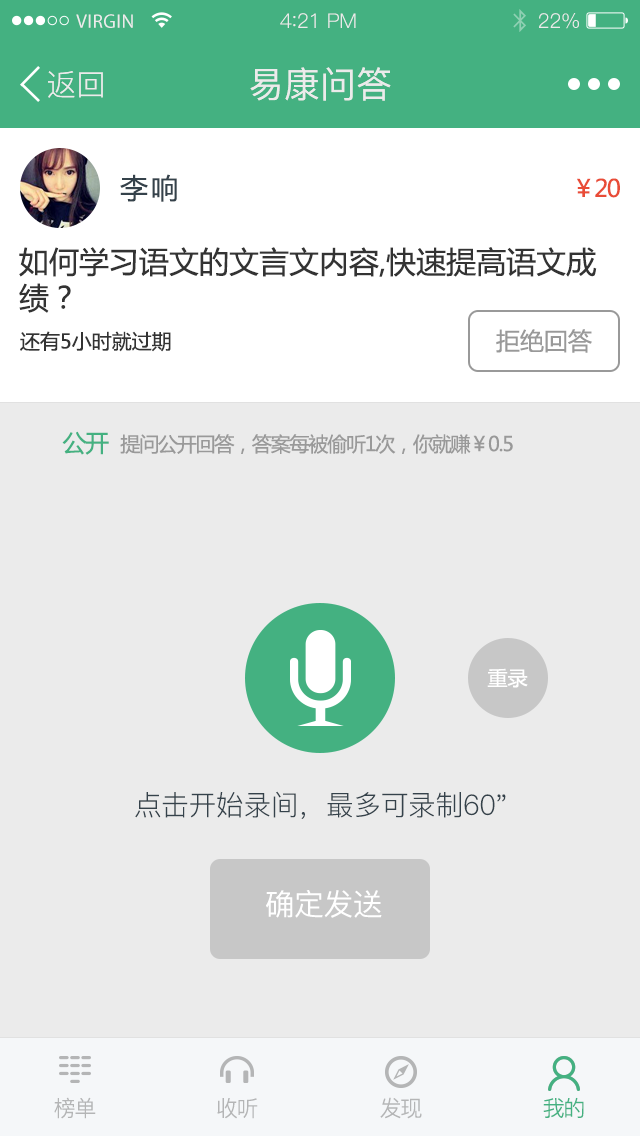 VIRGIN 4:21 PM 22%
返回 易康问答
李响 ¥20
如何学习语文的文言文内容,快速提高语文成
绩？
还有5小时就过期 拒绝回答
公开 提问公开回答，答案每被偷听1次，你就赚¥0.5
重录
点击开始录间，最多可录制60”
确定发送
榜单 收听 发现 我的